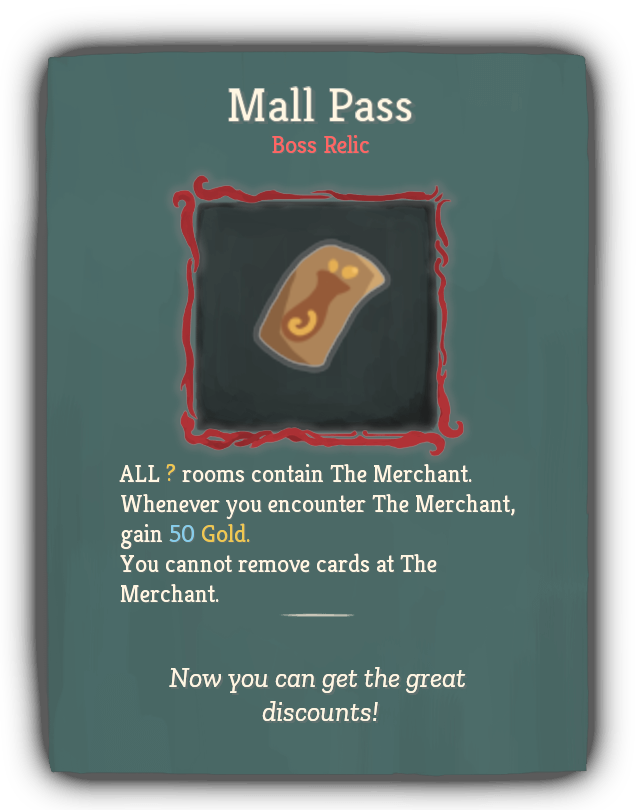 Mall Pass
Boss Relic
ALL ? rooms contain The Merchant.
Whenever you encounter The Merchant,
gain 50 Gold.
You cannot remove cards at The
Merchant.
Now you can get the great
discounts!